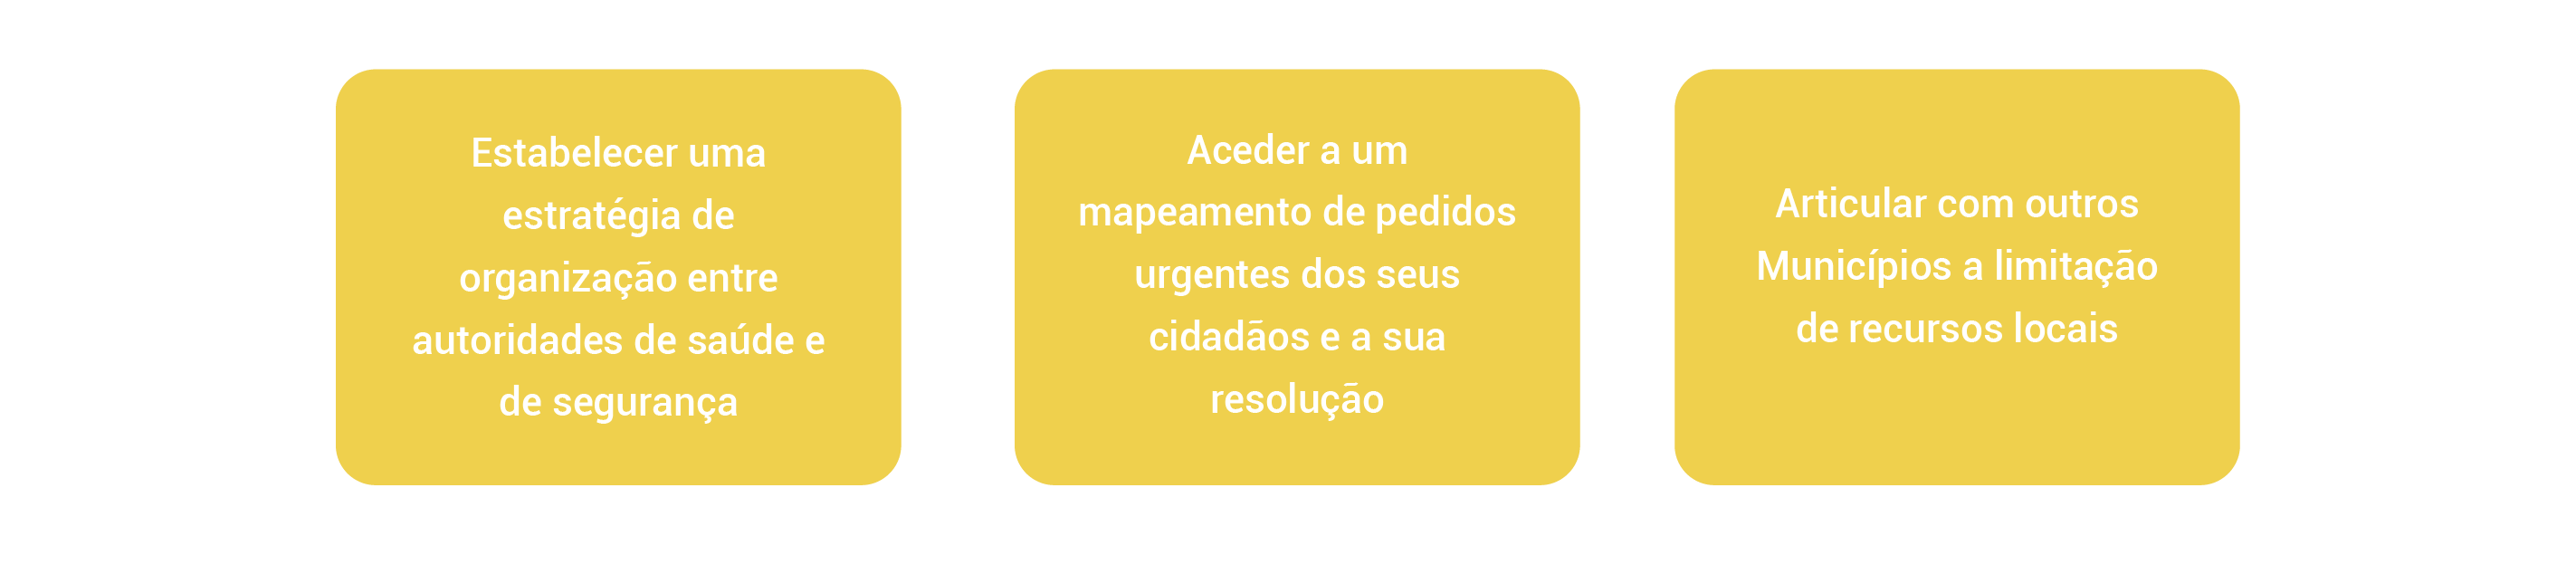 Estabelecer uma
estratégia de
organização entre
autoridades de saúde e
de segurança
Aceder a um
mapeamento de pedidos
urgentes dos seus
cidadãos e a sua
resolução
Articular com outros
Municípios a limitação
de recursos locais